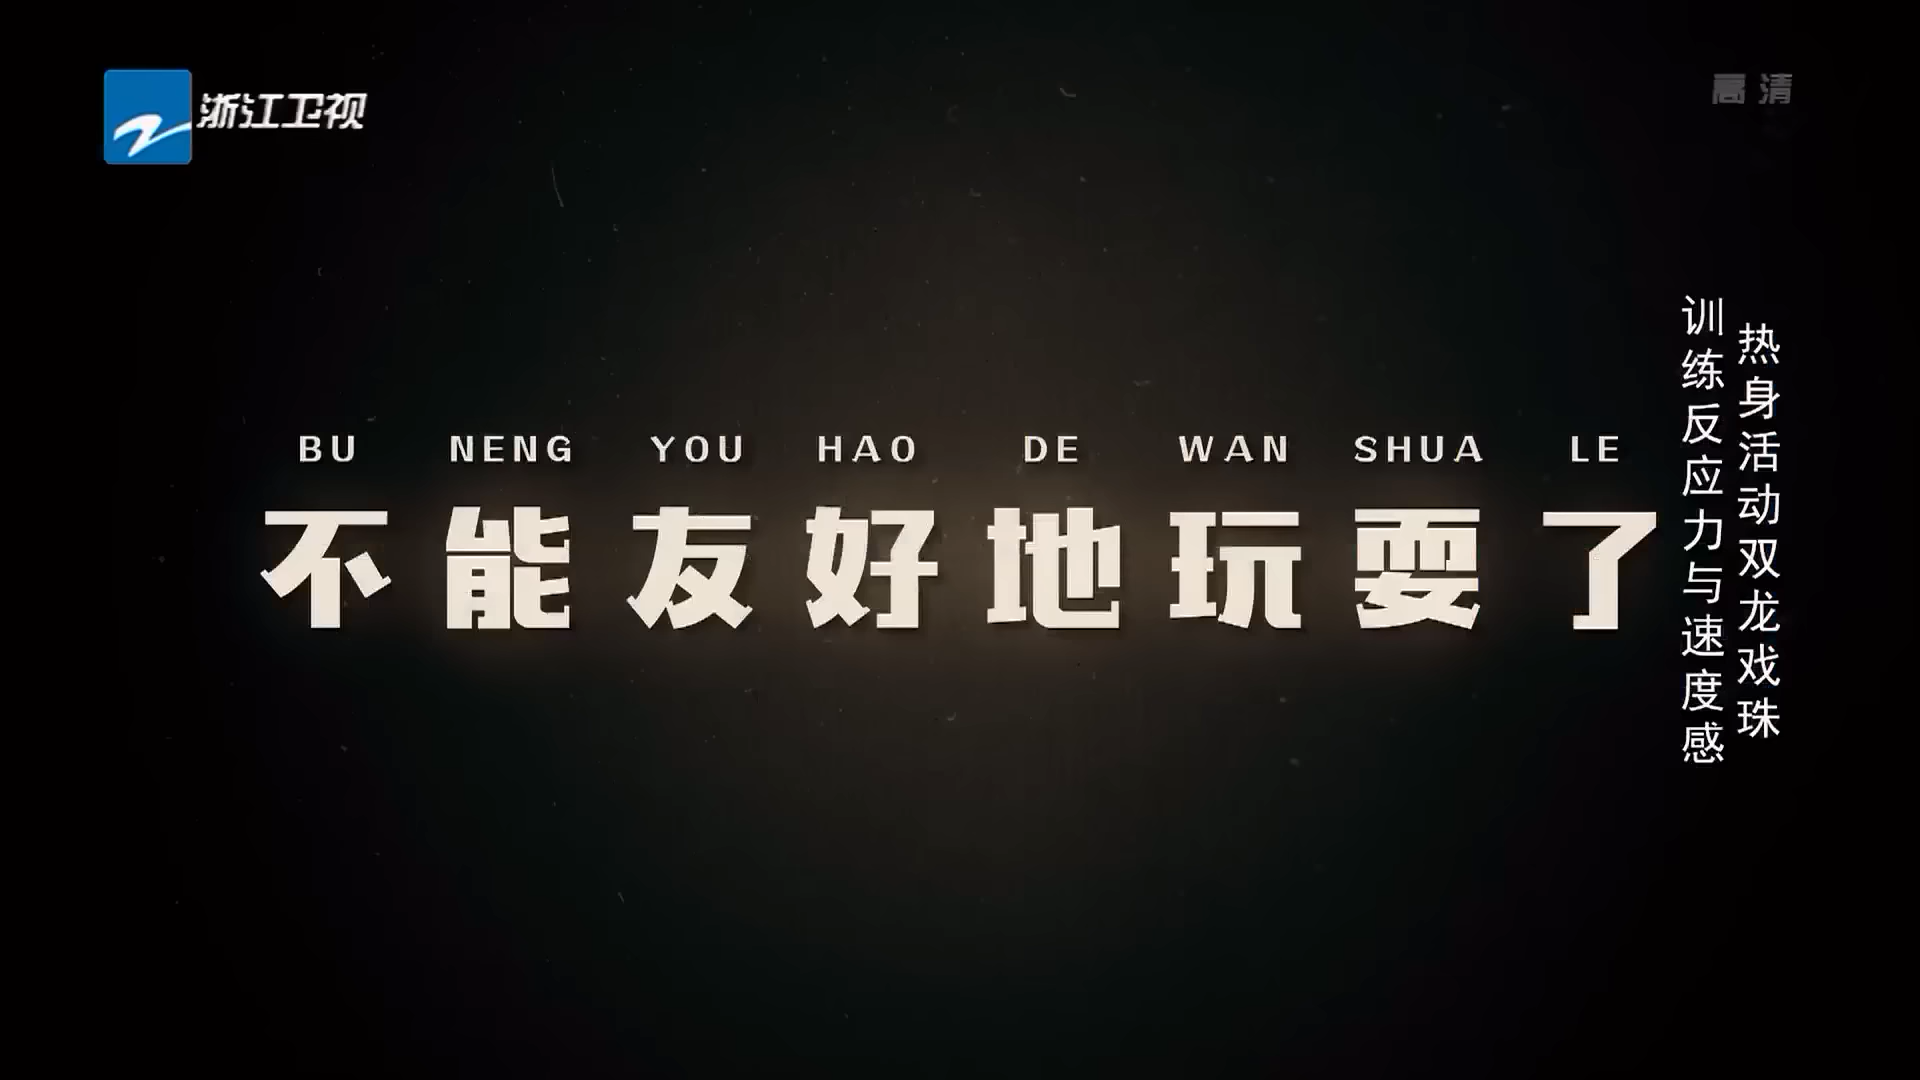 浙江卫视
高清
BU NENG YOU HAO DE WAN SHUA LE
不能友好地玩耍了
热身活动双龙戏珠
训练反应力与速度感